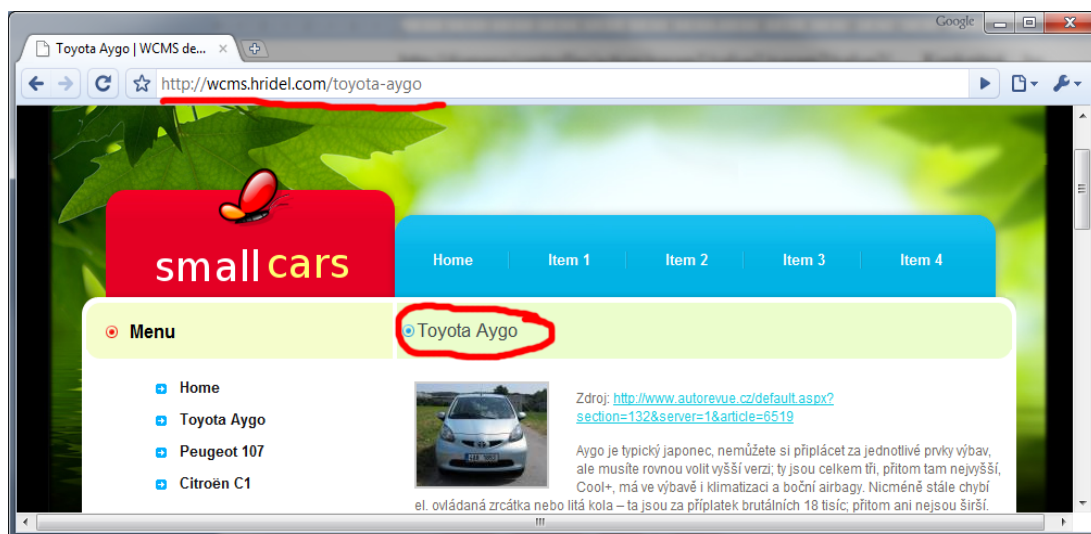 Google
Toyota Aygo | WCMS de...
http://wcms.hridel.com/toyota-aygo
small cars
Home Item 1 Item 2 Item 3 Item 4
Menu
Toyota Aygo
Home
Toyota Aygo
Peugeot 107
Citroën C1
Zdroj: http://www.autorevue.cz/default.aspx?
section=132&server=1&article=6519
Aygo je typický japonec, nemůžete si připlácet za jednotlivé prvky výbav,
ale musíte rovnou volit vyšší verzi; ty jsou celkem tři, přitom tam nejvyšší,
Cool+, má ve výbavě i klimatizaci a boční airbagy. Nicméně stále chybí
el. ovládaná zrcátka nebo litá kola – ta jsou za příplatek brutálních 18 tisíc; přitom ani nejsou širší.